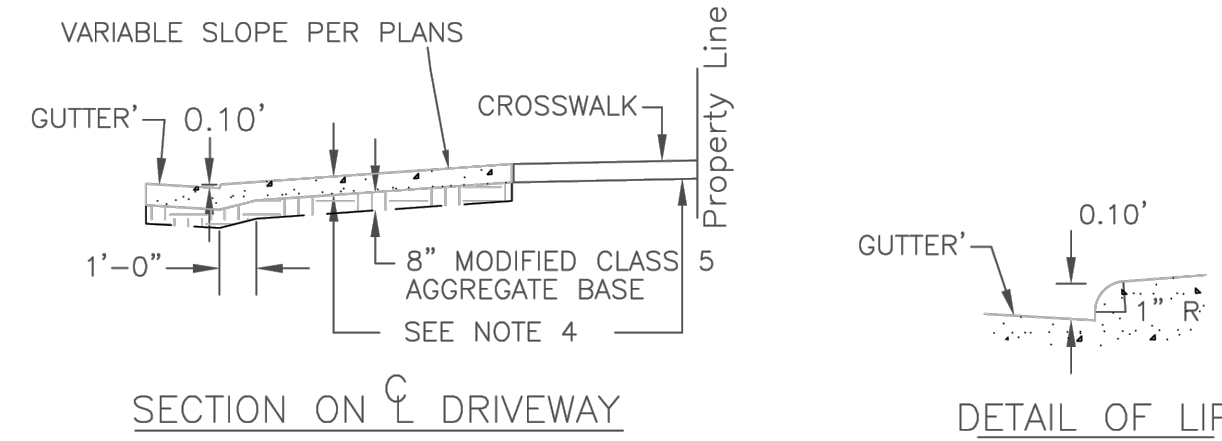 VARIABLE SLOPE PER PLANS
GUTTER'
0.10'
CROSSWALK
Property Line
1'-0"
8" MODIFIED CLASS 5
AGGREGATE BASE
SEE NOTE 4
SECTION ON ℄ DRIVEWAY
0.10'
GUTTER'
1" R
DETAIL OF